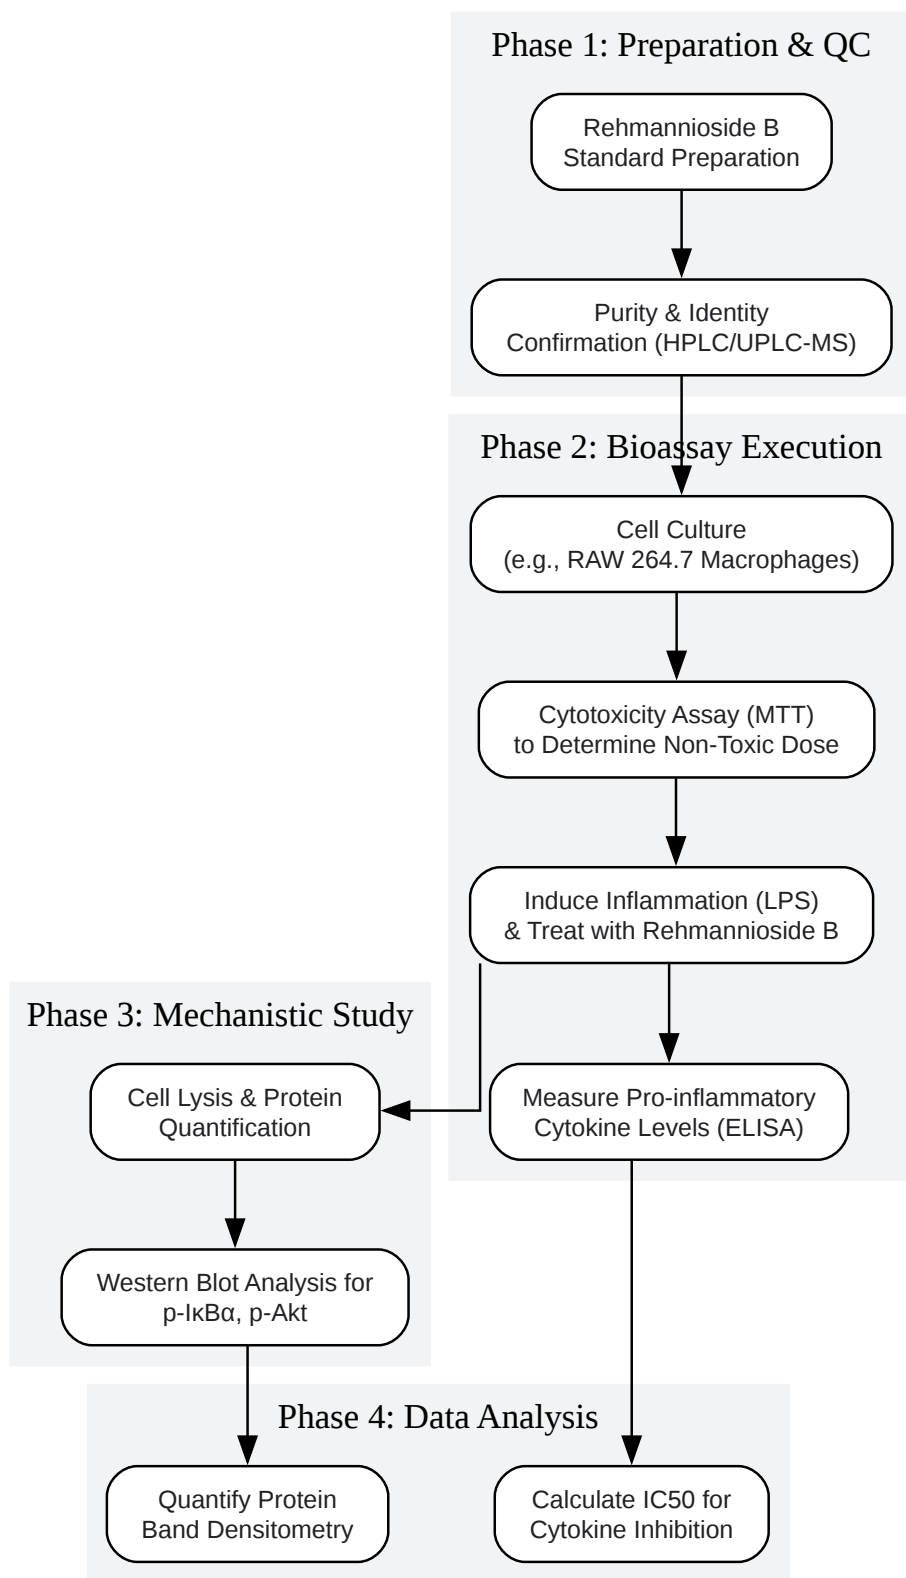 Phase 1: Preparation & QC
Rehmannioside B
Standard Preparation
Purity & Identity
Confirmation (HPLC/UPLC-MS)
Phase 2: Bioassay Execution
Cell Culture
(e.g., RAW 264.7 Macrophages)
Cytotoxicity Assay (MTT)
to Determine Non-Toxic Dose
Induce Inflammation (LPS)
& Treat with Rehmannioside B
Phase 3: Mechanistic Study
Cell Lysis & Protein
Quantification
Measure Pro-inflammatory
Cytokine Levels (ELISA)
Western Blot Analysis for
p-IκBα, p-Akt
Phase 4: Data Analysis
Quantify Protein
Band Densitometry
Calculate IC50 for
Cytokine Inhibition